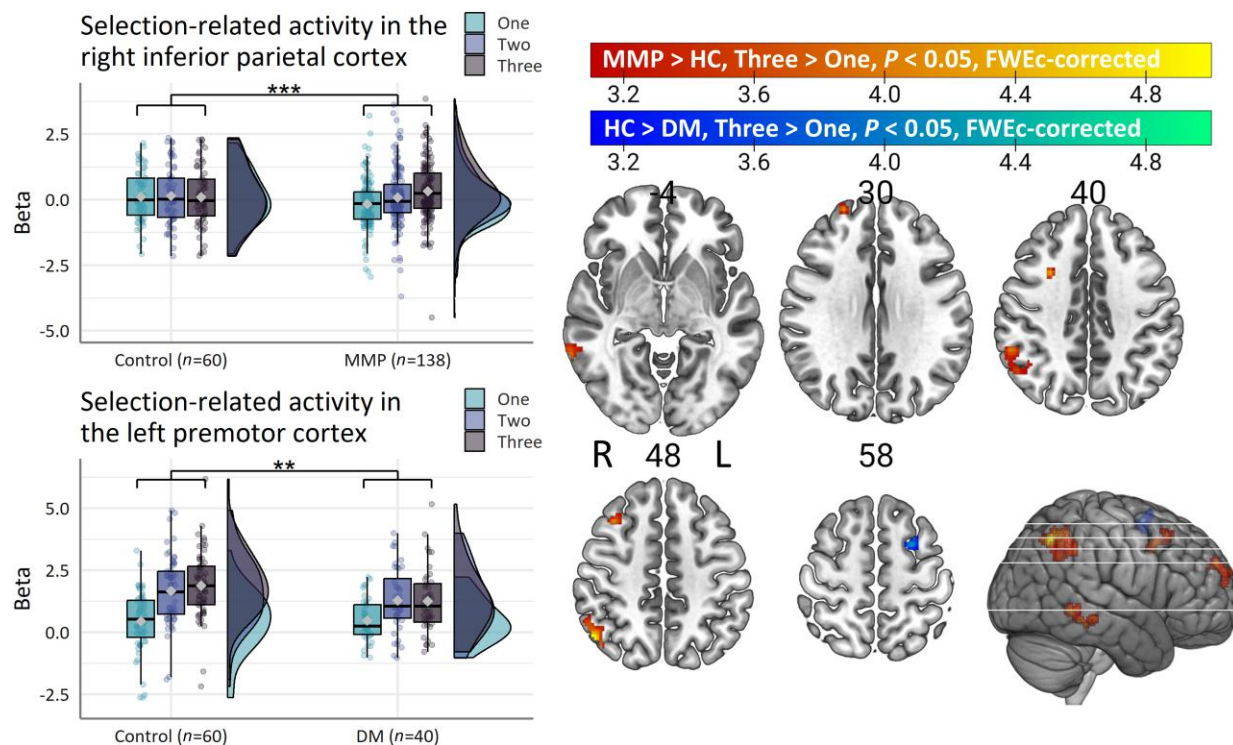 Selection-related activity in the
right inferior parietal cortex
One
Two
Three
***
2.5
0.0
-2.5
-5.0
Beta
Control (n=60)
MMP (n=138)
Selection-related activity in
the left premotor cortex
One
Two
Three
**
5.0
2.5
0.0
-2.5
Beta
Control (n=60)
DM (n=40)
MMP > HC, Three > One, P < 0.05, FWEc-corrected
3.2 3.6 4.0 4.4 4.8
HC > DM, Three > One, P < 0.05, FWEc-corrected
3.2 3.6 4.0 4.4 4.8
-4 30 40
R 48 L 58